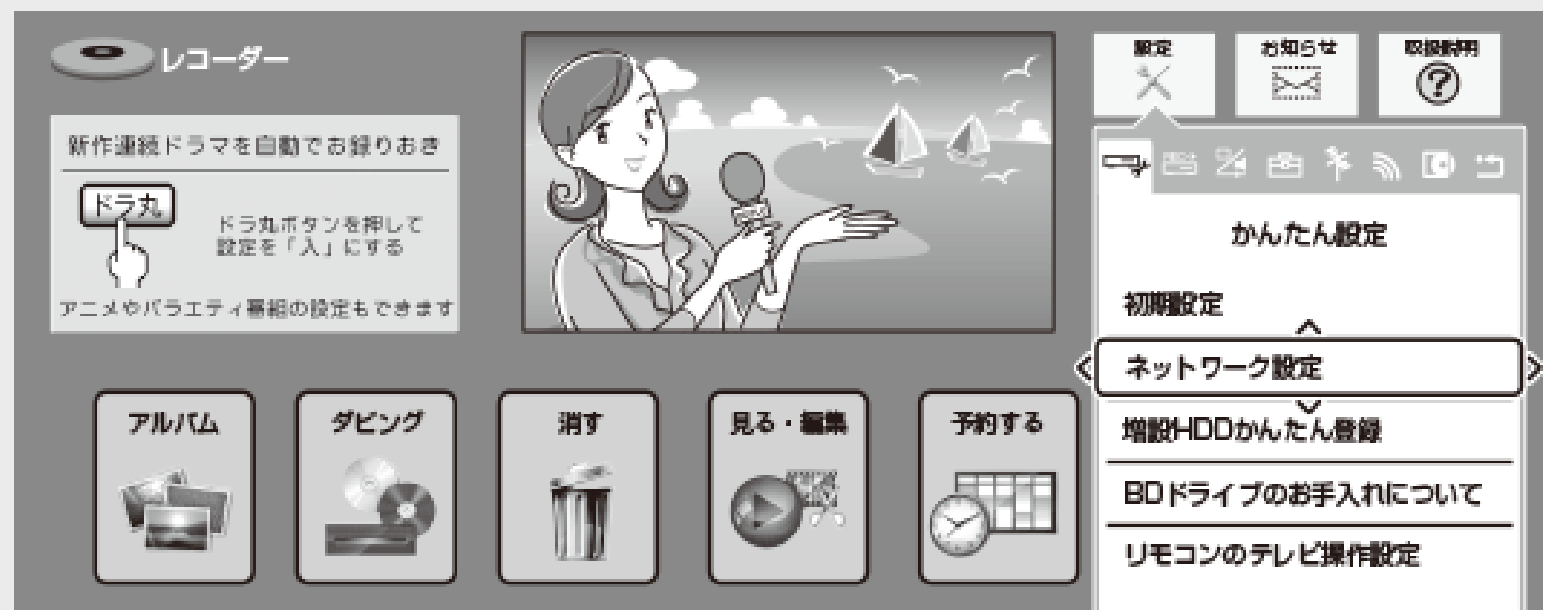 レコーダー
新作連続ドラマを自動でお録りおき
ドラ丸
ドラ丸ボタンを押して
設定を「入」にする
アニメやバラエティ番組の設定もできます
アルバム
ダビング
消す
見る・編集
予約する
設定
お知らせ
取扱説明
かんたん設定
初期設定
ネットワーク設定
増設HDDかんたん登録
BDドライブのお手入れについて
リモコンのテレビ操作設定